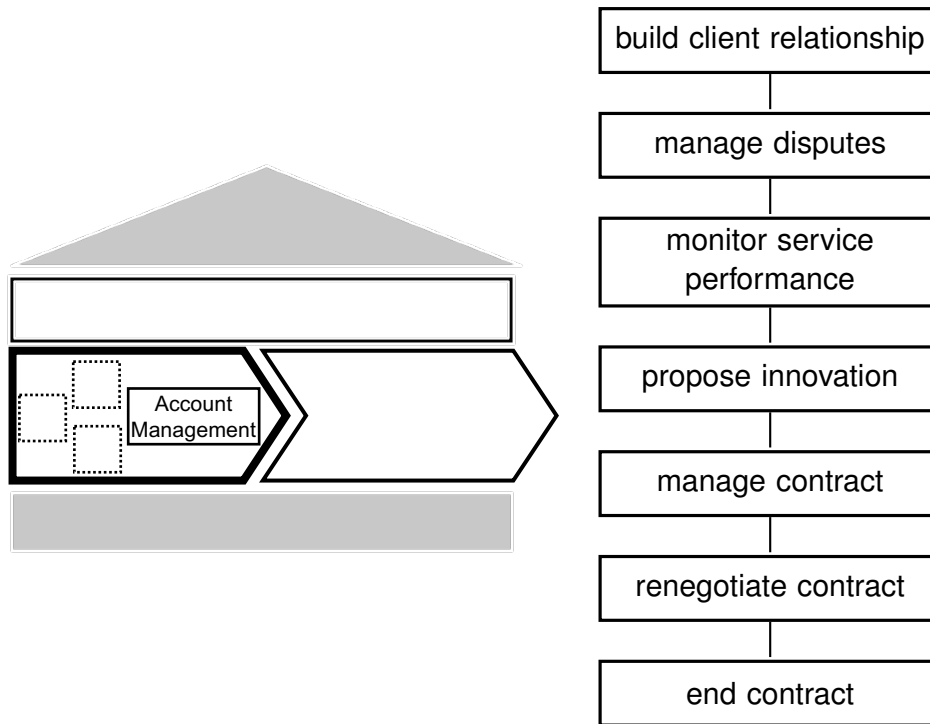 build client relationship
manage disputes
monitor service
performance
Account
Management
propose innovation
manage contract
renegotiate contract
end contract